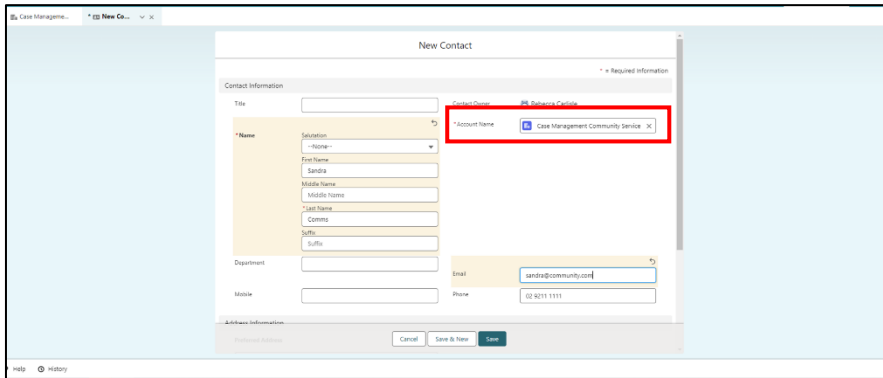 Case Manageme...
* New Co...
New Contact
* = Required Information
Contact Information
Title
Contact Owner
Rebecca Carlisle
*Account Name
Case Management Community Service
*Name
Salutation
--None--
First Name
Sandra
Middle Name
Middle Name
*Last Name
Comms
Suffix
Suffix
Department
Email
sandra@community.com
Mobile
Phone
02 9211 1111
Address Information
Cancel
Save & New
Save
Help
History